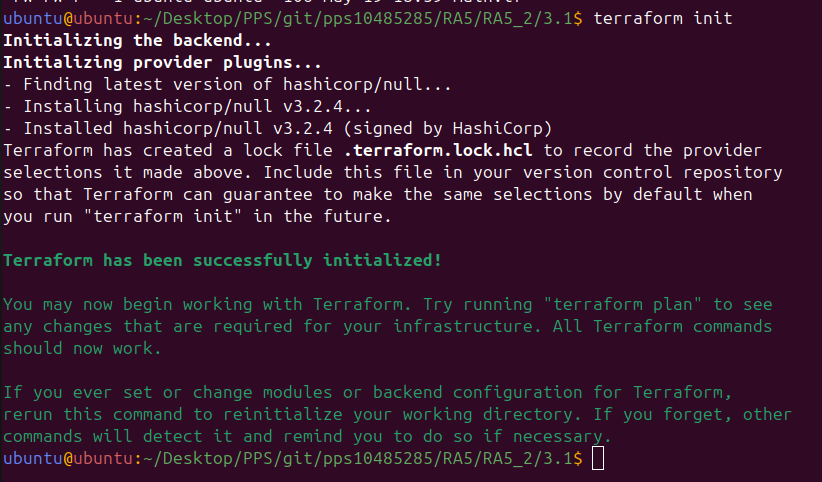 ubuntu@ubuntu:~/Desktop/PPS/git/pps10485285/RA5/RA5_2/3.1$ terraform init
Initializing the backend...
Initializing provider plugins...
- Finding latest version of hashicorp/null...
- Installing hashicorp/null v3.2.4...
- Installed hashicorp/null v3.2.4 (signed by HashiCorp)
Terraform has created a lock file .terraform.lock.hcl to record the provider
selections it made above. Include this file in your version control repository
so that Terraform can guarantee to make the same selections by default when
you run "terraform init" in the future.
Terraform has been successfully initialized!
You may now begin working with Terraform. Try running "terraform plan" to see
any changes that are required for your infrastructure. All Terraform commands
should now work.
If you ever set or change modules or backend configuration for Terraform,
rerun this command to reinitialize your working directory. If you forget, other
commands will detect it and remind you to do so if necessary.
ubuntu@ubuntu:~/Desktop/PPS/git/pps10485285/RA5/RA5_2/3.1$